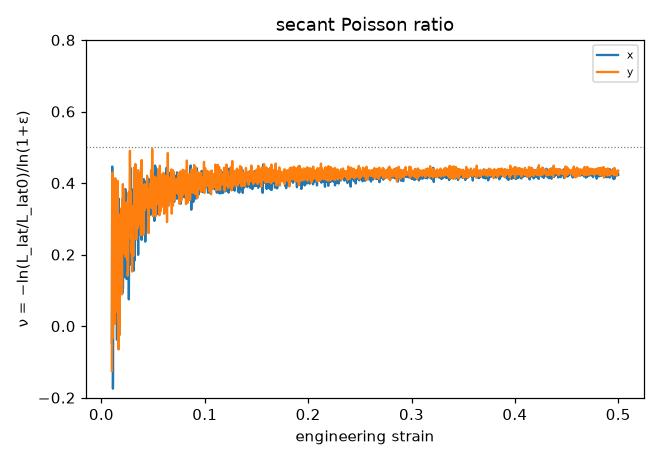 secant Poisson ratio
ν = −ln(L_lat/L_lat0)/ln(1+ε)
0.8
0.6
0.4
0.2
0.0
−0.2
x
y
0.0
0.1
0.2
0.3
0.4
0.5
engineering strain